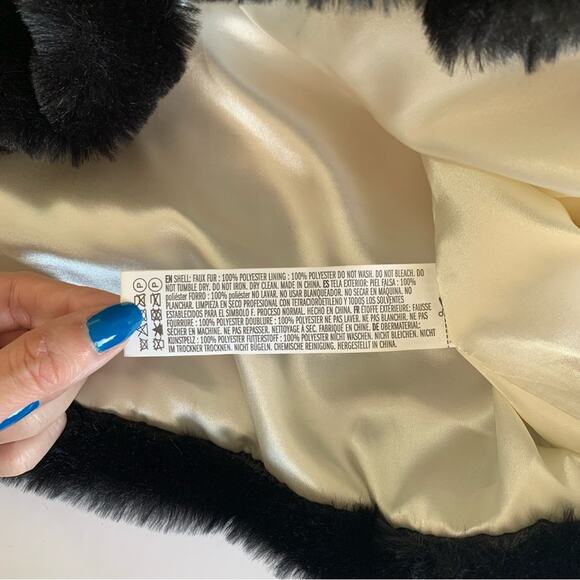 EN SHELL: FAUX FUR : 100% POLYESTER LINING : 100% POLYESTER DO NOT WASH. DO NOT BLEACH. DO
NOT TUMBLE DRY. DO NOT IRON. DRY CLEAN. MADE IN CHINA. ES TELA EXTERIOR: PIEL FALSA : 100%
poliéster FORRO : 100% poliéster NO LAVAR. NO USAR BLANQUEADOR. NO SECAR EN MAQUINA. NO
PLANCHAR. LIMPIEZA EN SECO PROFESIONAL CON TETRACIORDETILENO Y TODOS LOS SOLVENTES
ESTABLECIDOS PARA EL SIMBOLO F. PROCESO NORMAL. HECHO EN CHINA. FR ÉTOFFE EXTÉRIEURE: FAUSSE
FOURRURE : 100% POLYESTER DOUBLURE : 100% POLYESTER NE PAS LAVER. NE PAS BLANCHIR. NE PAS
SÉCHER EN MACHINE. NE PAS REPASSER. NETTOYAGE À SEC. FABRIQUÉ EN CHINE. DE OBERMATERIAL:
KUNSTPELZ : 100% POLYESTER FUTTERSTOFF : 100% POLYESTER NICHT WASCHEN. NICHT BLEICHEN. NICHT
IM TROCKNER TROCKNEN. NICHT BÜGELN. CHEMISCHE REINIGUNG. HERGESTELLT IN CHINA.
P
P